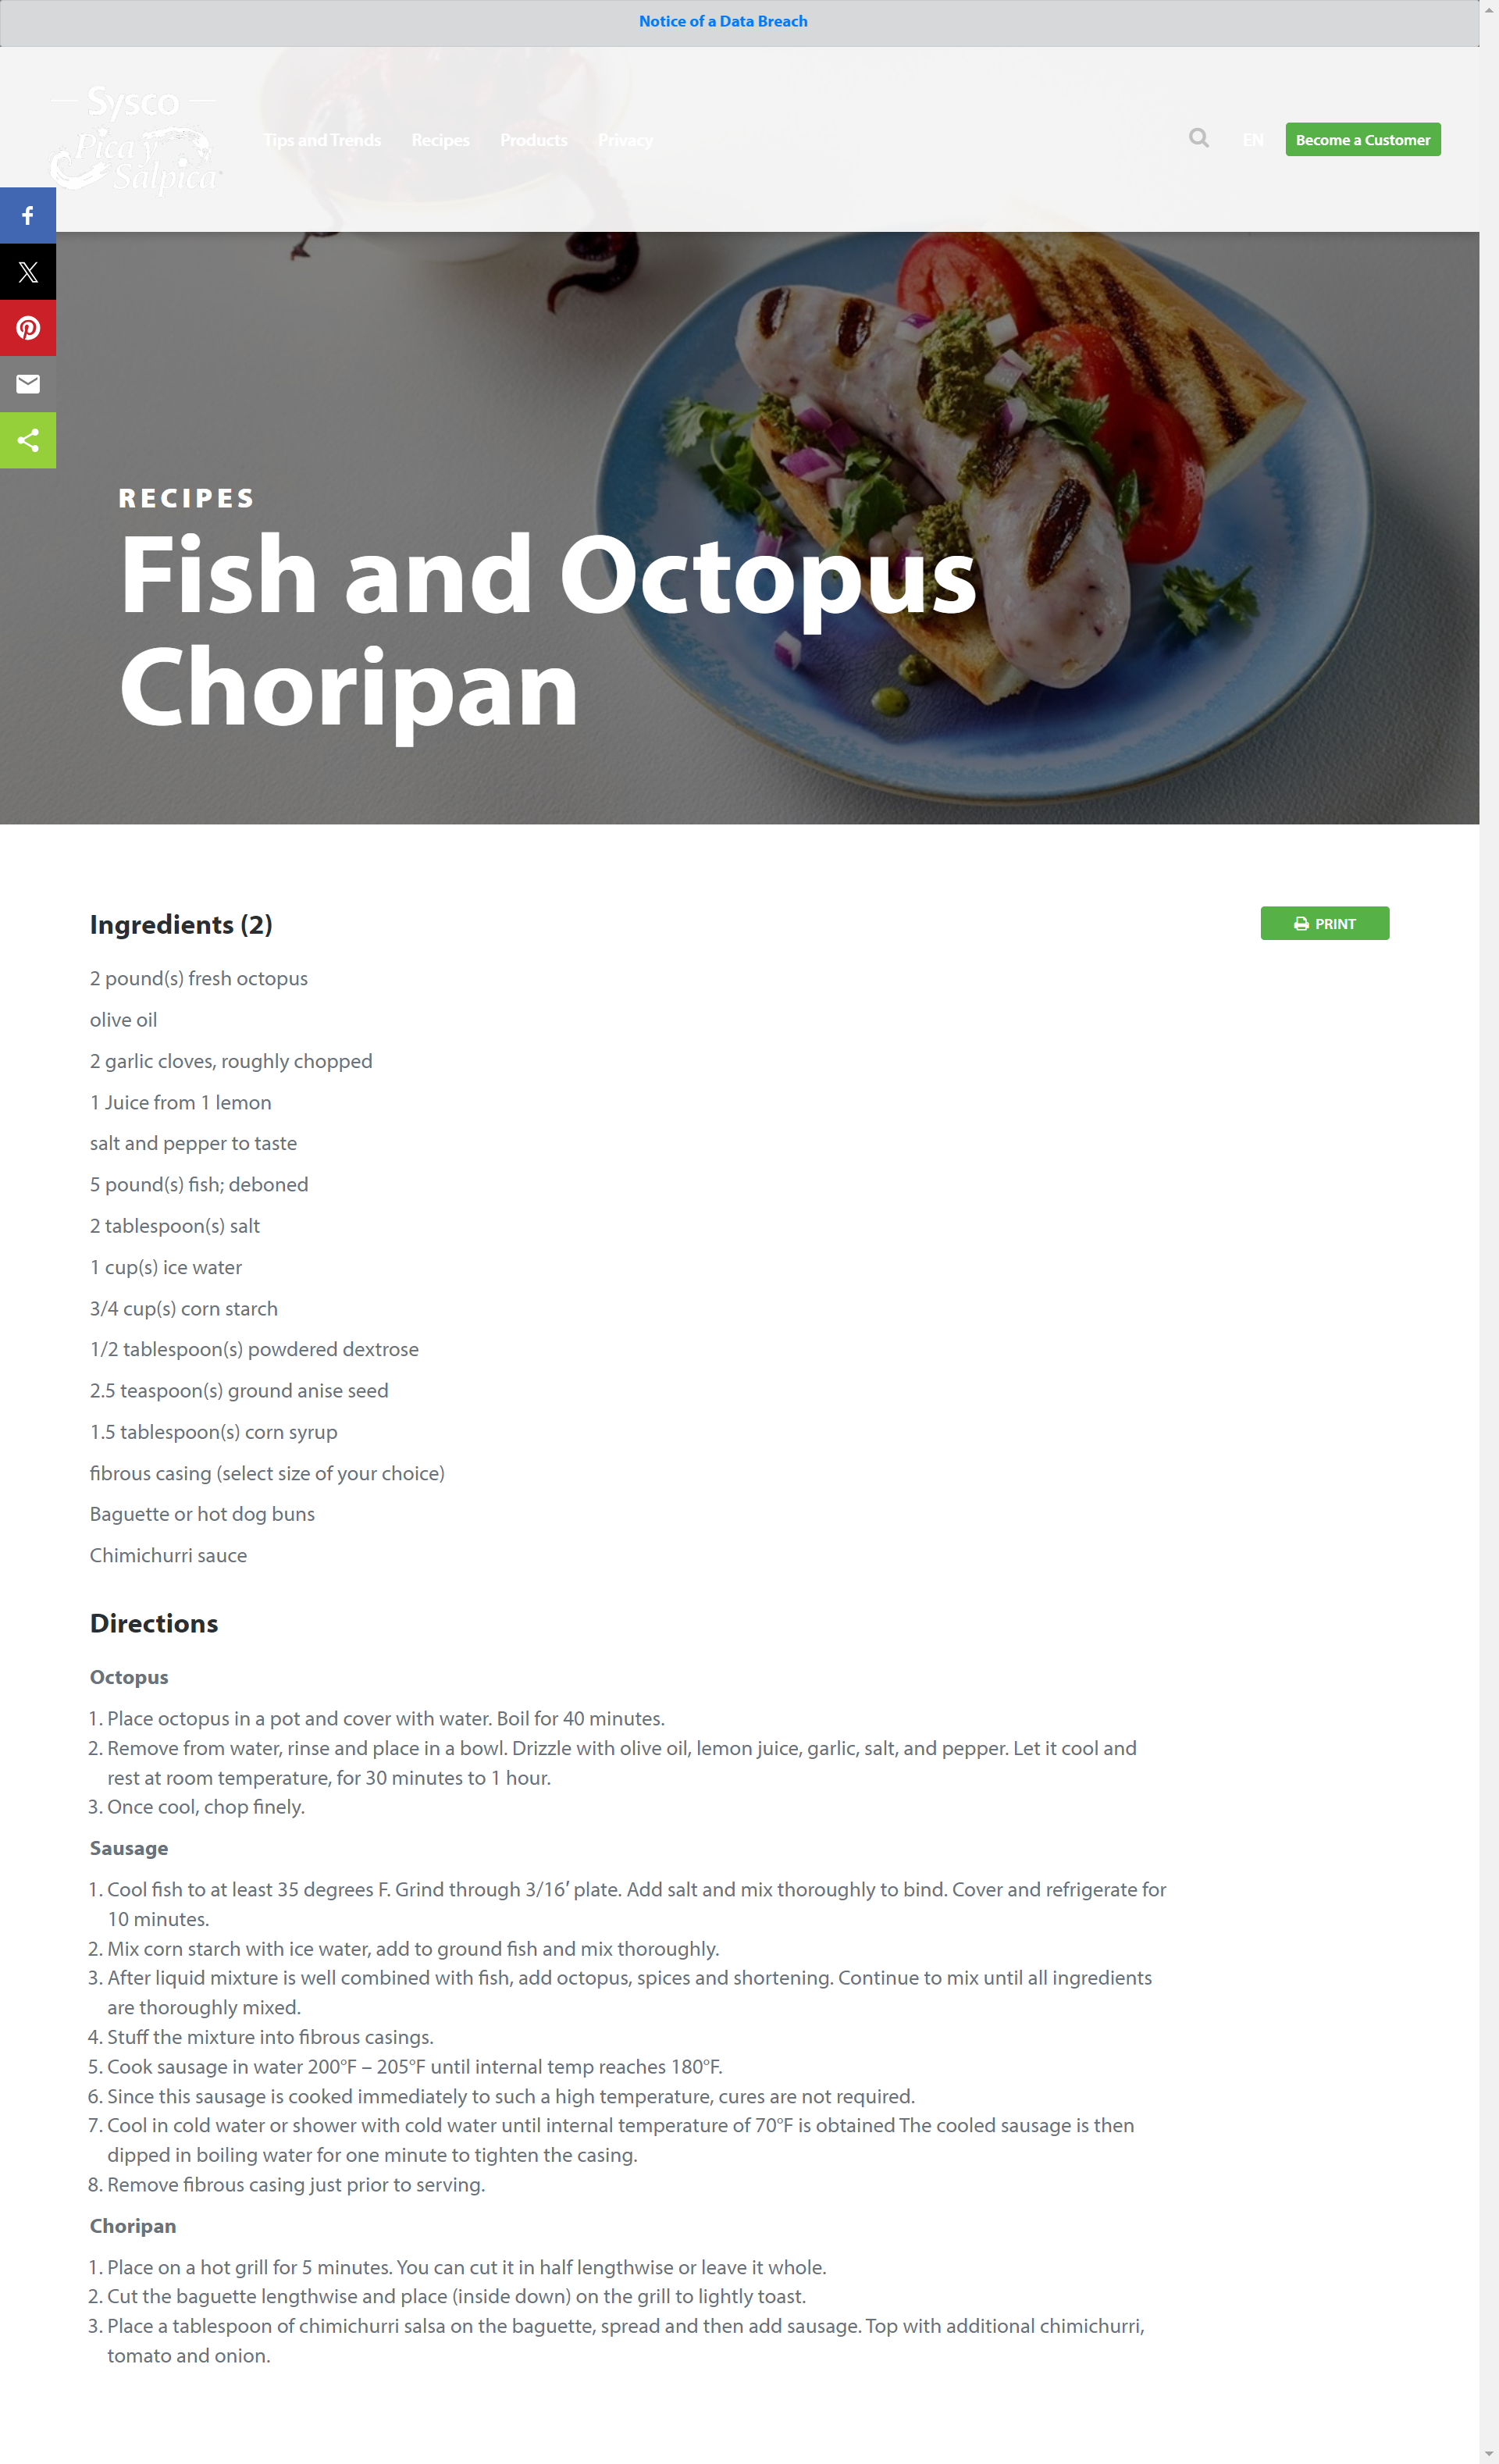 Notice of a Data Breach
Sysco
Pica y
Salpica
Tips and Trends Recipes Products Privacy
EN Become a Customer
RECIPES
Fish and Octopus
Choripan
Ingredients (2)
PRINT
2 pound(s) fresh octopus
olive oil
2 garlic cloves, roughly chopped
1 Juice from 1 lemon
salt and pepper to taste
5 pound(s) fish; deboned
2 tablespoon(s) salt
1 cup(s) ice water
3/4 cup(s) corn starch
1/2 tablespoon(s) powdered dextrose
2.5 teaspoon(s) ground anise seed
1.5 tablespoon(s) corn syrup
fibrous casing (select size of your choice)
Baguette or hot dog buns
Chimichurri sauce
Directions
Octopus
1. Place octopus in a pot and cover with water. Boil for 40 minutes.
2. Remove from water, rinse and place in a bowl. Drizzle with olive oil, lemon juice, garlic, salt, and pepper. Let it cool and
rest at room temperature, for 30 minutes to 1 hour.
3. Once cool, chop finely.
Sausage
1. Cool fish to at least 35 degrees F. Grind through 3/16′ plate. Add salt and mix thoroughly to bind. Cover and refrigerate for
10 minutes.
2. Mix corn starch with ice water, add to ground fish and mix thoroughly.
3. After liquid mixture is well combined with fish, add octopus, spices and shortening. Continue to mix until all ingredients
are thoroughly mixed.
4. Stuff the mixture into fibrous casings.
5. Cook sausage in water 200°F – 205°F until internal temp reaches 180°F.
6. Since this sausage is cooked immediately to such a high temperature, cures are not required.
7. Cool in cold water or shower with cold water until internal temperature of 70°F is obtained The cooled sausage is then
dipped in boiling water for one minute to tighten the casing.
8. Remove fibrous casing just prior to serving.
Choripan
1. Place on a hot grill for 5 minutes. You can cut it in half lengthwise or leave it whole.
2. Cut the baguette lengthwise and place (inside down) on the grill to lightly toast.
3. Place a tablespoon of chimichurri salsa on the baguette, spread and then add sausage. Top with additional chimichurri,
tomato and onion.